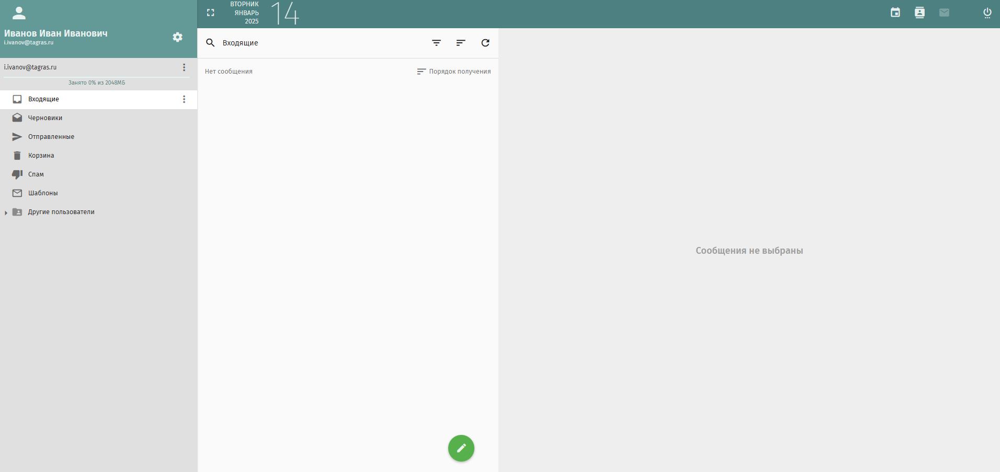 Иванов Иван Иванович
i.ivanov@tagras.ru
i.ivanov@tagras.ru
Занято 0% из 2048МБ
Входящие
Черновики
Отправленные
Корзина
Спам
Шаблоны
Другие пользователи
ВТОРНИК
ЯНВАРЬ
2025
14
Входящие
Нет сообщения
Порядок получения
Сообщения не выбраны